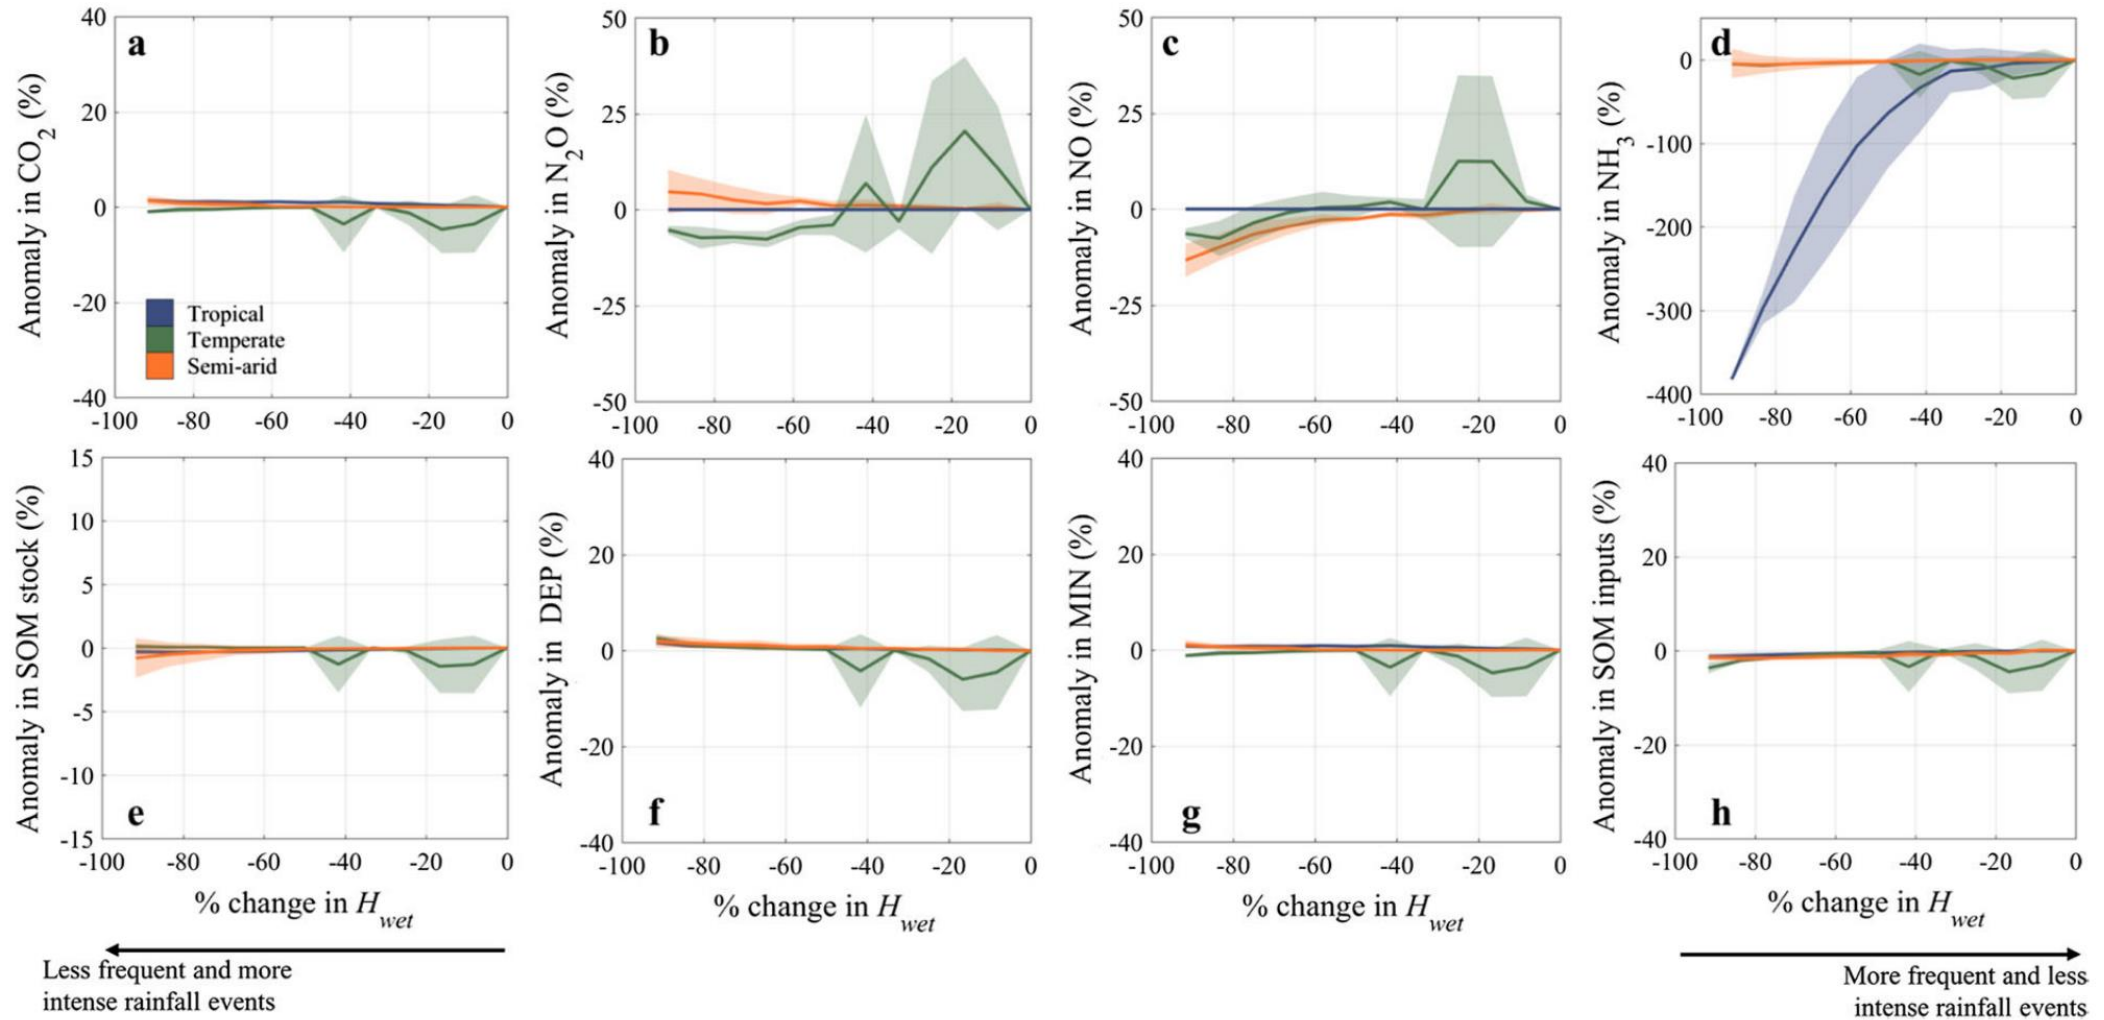 a
Anomaly in CO2 (%)
40
20
0
-20
-40
-100 -80 -60 -40 -20 0
Tropical
Temperate
Semi-arid
b
Anomaly in N2O (%)
50
25
0
-25
-50
-100 -80 -60 -40 -20 0
c
Anomaly in NO (%)
50
25
0
-25
-50
-100 -80 -60 -40 -20 0
d
Anomaly in NH3 (%)
0
-100
-200
-300
-400
-100 -80 -60 -40 -20 0
e
Anomaly in SOM stock (%)
15
10
5
0
-5
-10
-15
-100 -80 -60 -40 -20 0
% change in Hwet
f
Anomaly in DEP (%)
40
20
0
-20
-40
-100 -80 -60 -40 -20 0
% change in Hwet
g
Anomaly in MIN (%)
40
20
0
-20
-40
-100 -80 -60 -40 -20 0
% change in Hwet
h
Anomaly in SOM inputs (%)
40
20
0
-20
-40
-100 -80 -60 -40 -20 0
% change in Hwet
Less frequent and more
intense rainfall events
More frequent and less
intense rainfall events